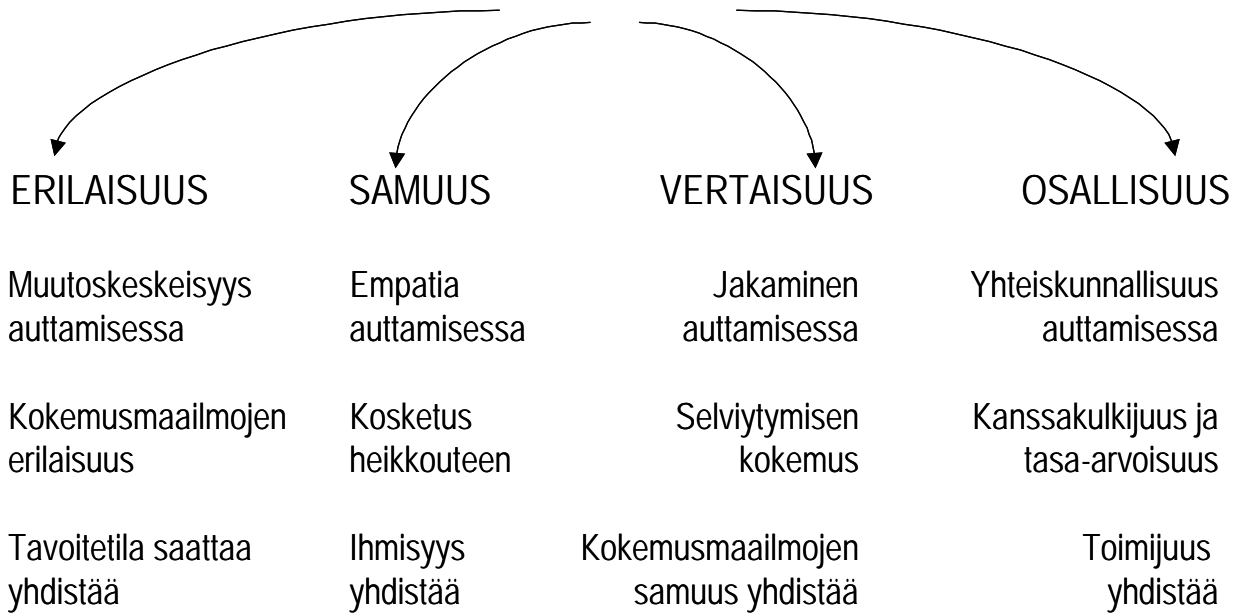 ERILAISUUS
Muutoskeskeisyys
auttamisessa
Kokemusmaailmojen
erilaisuus
Tavoitetila saattaa
yhdistää
SAMUUS
Empatia
auttamisessa
Kosketus
heikkouteen
Ihmisyys
yhdistää
VERTAISUUS
Jakaminen
auttamisessa
Selviytymisen
kokemus
Kokemusmaailmojen
samuus yhdistää
OSALLISUUS
Yhteiskunnallisuus
auttamisessa
Kanssakulkijuus ja
tasa-arvoisuus
Toimijuus
yhdistää